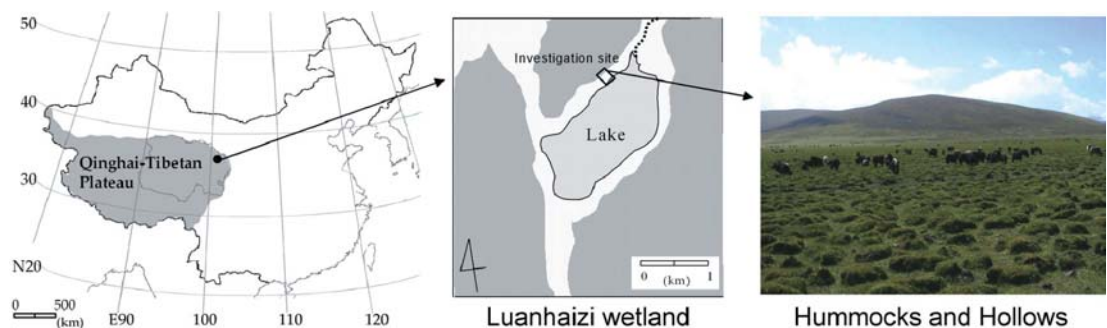 50
40
30
N20
Qinghai-Tibetan
Plateau
0 500
(km)
E90 100 110 120
Investigation site
Lake
0 1
(km)
Luanhaizi wetland
Hummocks and Hollows